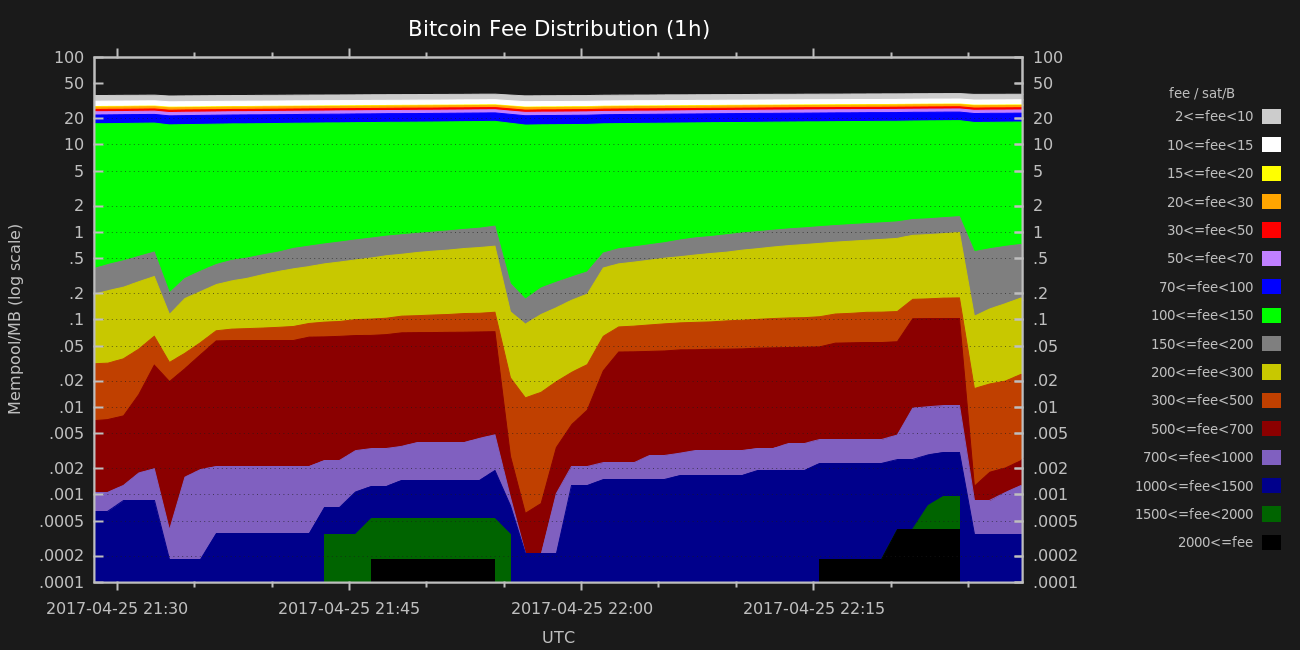 Bitcoin Fee Distribution (1h)
100
50
20
10
5
2
1
.5
.2
.1
.05
.02
.01
.005
.002
.001
.0005
.0002
.0001
Mempool/MB (log scale)
100
50
20
10
5
2
1
.5
.2
.1
.05
.02
.01
.005
.002
.001
.0005
.0002
.0001
2017-04-25 21:30
2017-04-25 21:45
2017-04-25 22:00
2017-04-25 22:15
UTC
fee / sat/B
2<=fee<10
10<=fee<15
15<=fee<20
20<=fee<30
30<=fee<50
50<=fee<70
70<=fee<100
100<=fee<150
150<=fee<200
200<=fee<300
300<=fee<500
500<=fee<700
700<=fee<1000
1000<=fee<1500
1500<=fee<2000
2000<=fee